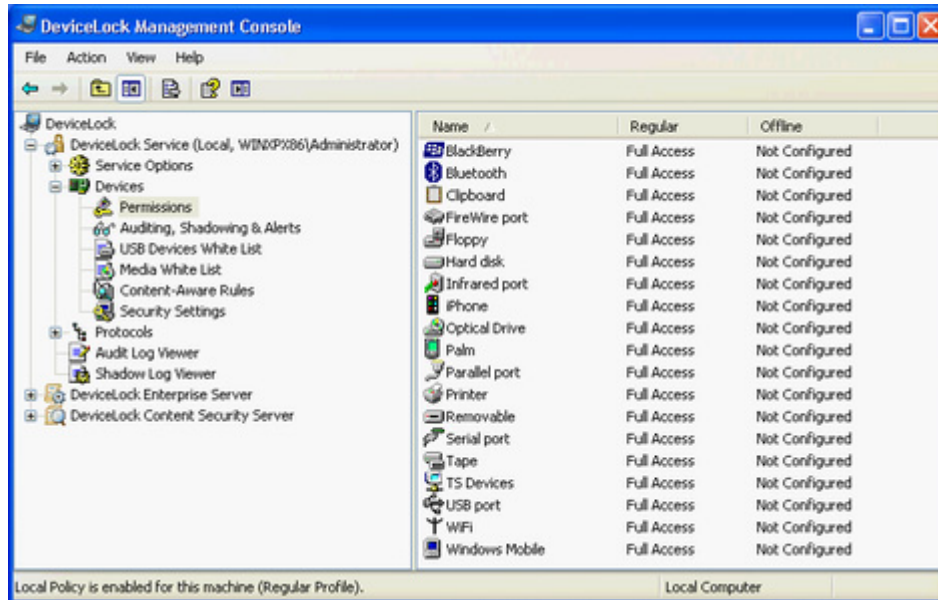 DeviceLock Management Console
File Action View Help
DeviceLock
DeviceLock Service (Local, WINXPX86\Administrator)
Service Options
Devices
Permissions
Auditing, Shadowing & Alerts
USB Devices White List
Media White List
Content-Aware Rules
Security Settings
Protocols
Audit Log Viewer
Shadow Log Viewer
DeviceLock Enterprise Server
DeviceLock Content Security Server
Name Regular Offline
BlackBerry Full Access Not Configured
Bluetooth Full Access Not Configured
Clipboard Full Access Not Configured
FireWire port Full Access Not Configured
Floppy Full Access Not Configured
Hard disk Full Access Not Configured
Infrared port Full Access Not Configured
iPhone Full Access Not Configured
Optical Drive Full Access Not Configured
Palm Full Access Not Configured
Parallel port Full Access Not Configured
Printer Full Access Not Configured
Removable Full Access Not Configured
Serial port Full Access Not Configured
Tape Full Access Not Configured
TS Devices Full Access Not Configured
USB port Full Access Not Configured
WiFi Full Access Not Configured
Windows Mobile Full Access Not Configured
Local Policy is enabled for this machine (Regular Profile). Local Computer